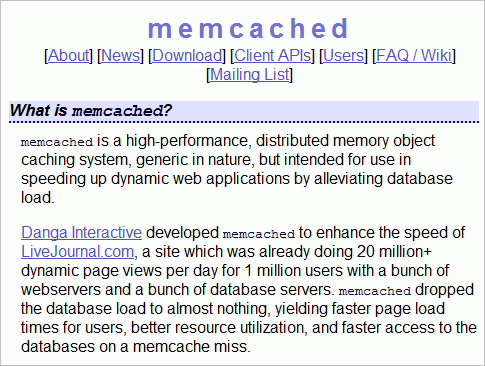 memcached
[About] [News] [Download] [Client APIs] [Users] [FAQ / Wiki]
[Mailing List]
What is memcached?
memcached is a high-performance, distributed memory object
caching system, generic in nature, but intended for use in
speeding up dynamic web applications by alleviating database
load.
Danga Interactive developed memcached to enhance the speed of
LiveJournal.com, a site which was already doing 20 million+
dynamic page views per day for 1 million users with a bunch of
webservers and a bunch of database servers. memcached dropped
the database load to almost nothing, yielding faster page load
times for users, better resource utilization, and faster access to the
databases on a memcache miss.